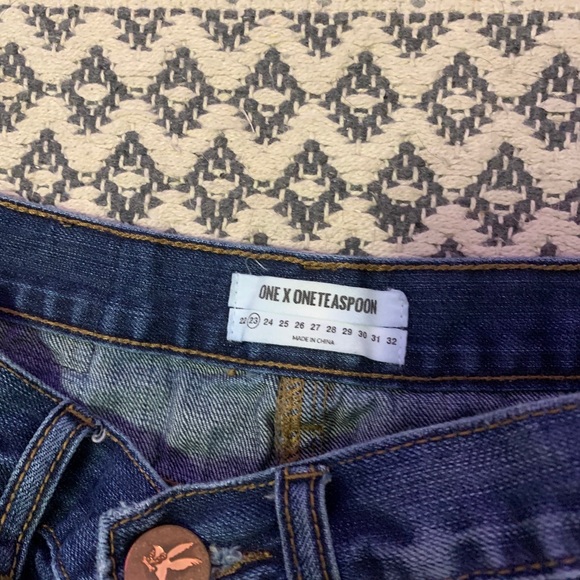 ONE X ONETEASPOON
22 23 24 25 26 27 28 29 30 31 32
MADE IN CHINA